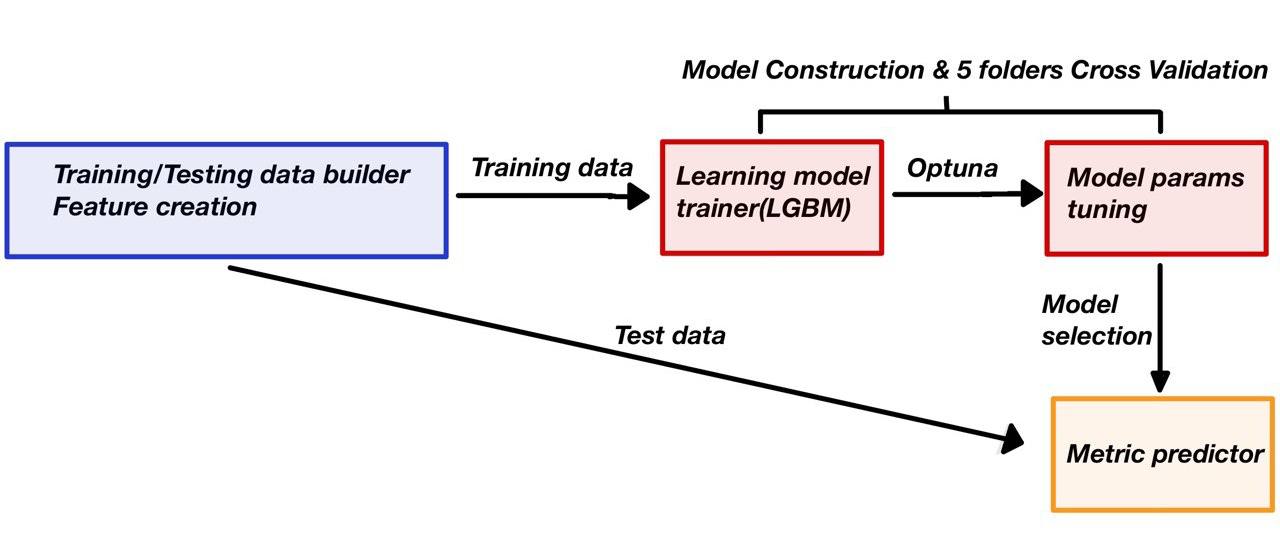 Model Construction & 5 folders Cross Validation
Training/Testing data builder
Feature creation
Training data
Learning model
trainer(LGBM)
Optuna
Model params
tuning
Test data
Model
selection
Metric predictor